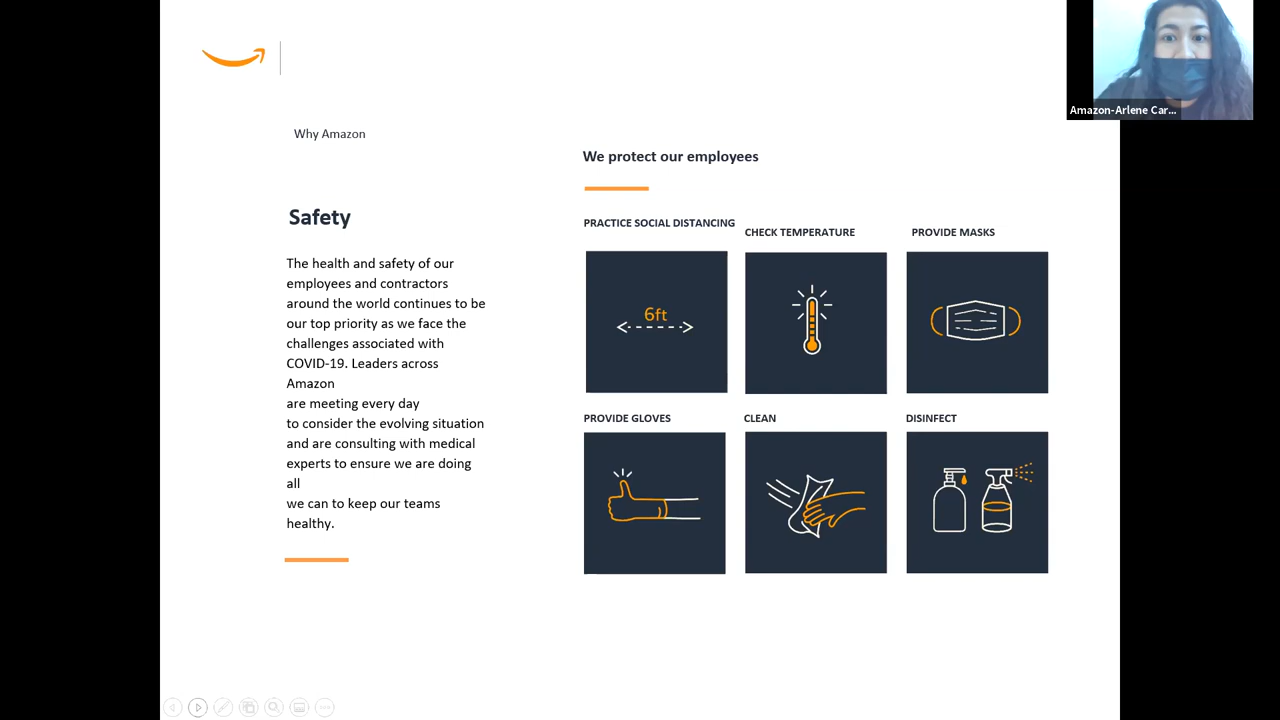 Amazon-Arlene Car...
Why Amazon
Safety
The health and safety of our
employees and contractors
around the world continues to be
our top priority as we face the
challenges associated with
COVID-19. Leaders across
Amazon
are meeting every day
to consider the evolving situation
and are consulting with medical
experts to ensure we are doing
all
we can to keep our teams
healthy.
We protect our employees
PRACTICE SOCIAL DISTANCING
CHECK TEMPERATURE
PROVIDE MASKS
6ft
PROVIDE GLOVES
CLEAN
DISINFECT